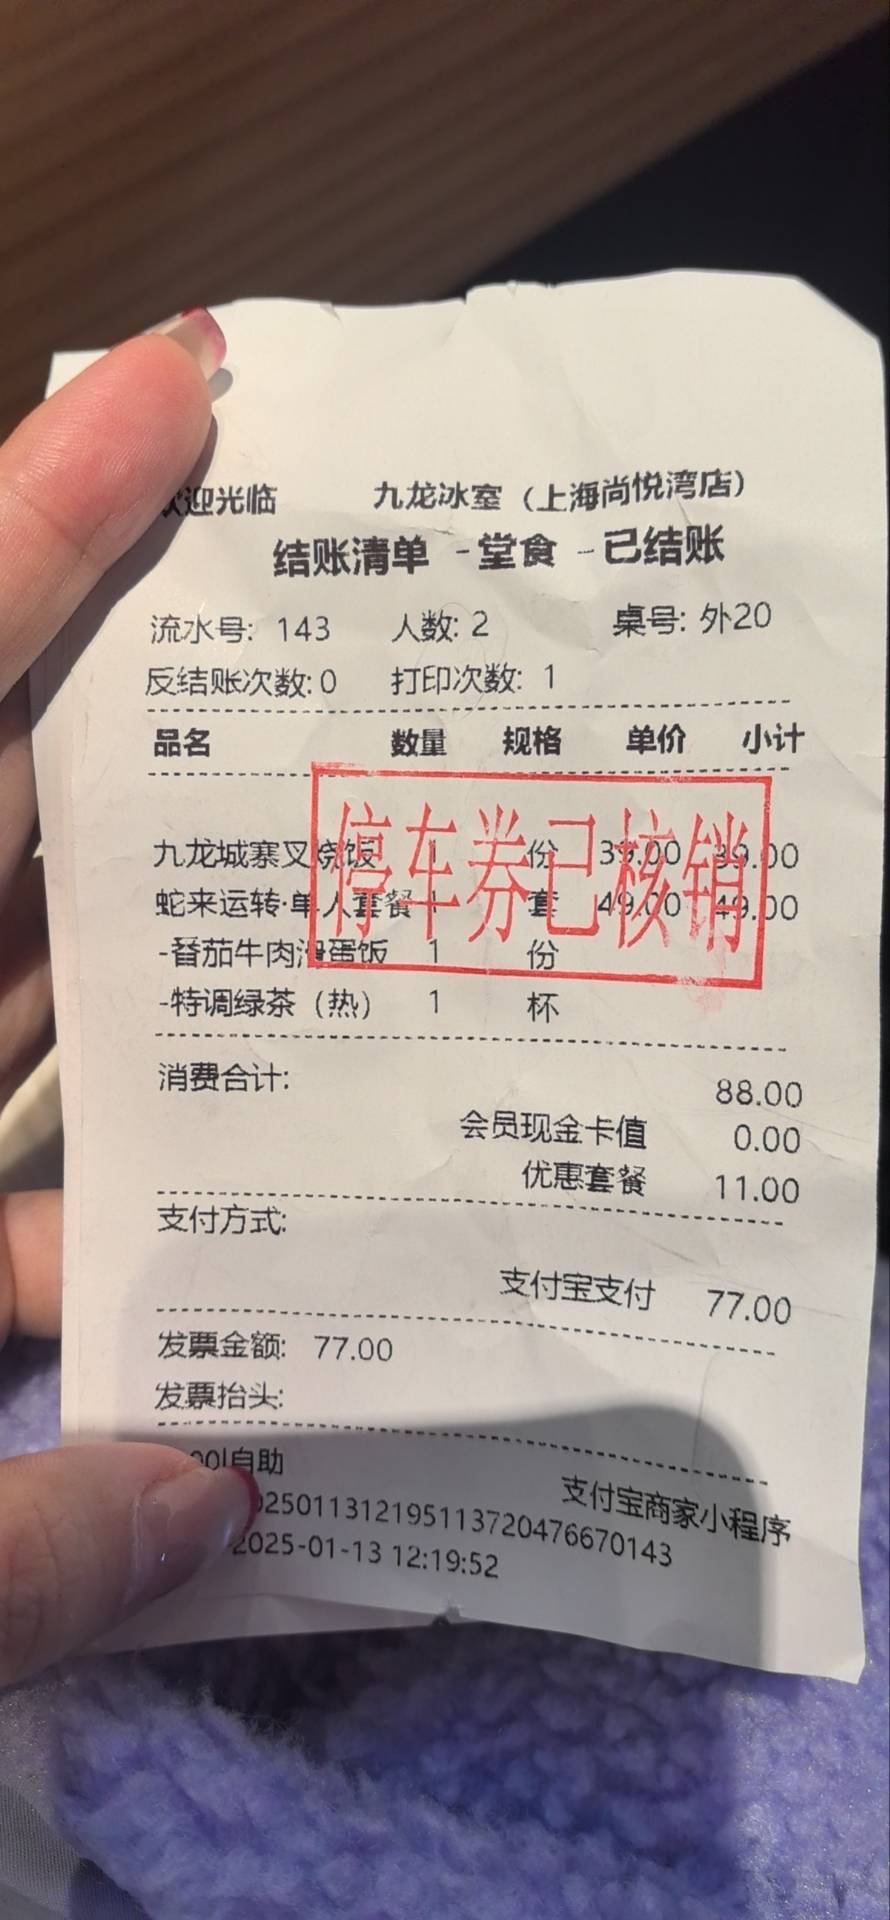 欢迎光临 九龙冰室（上海尚悦湾店）
结账清单 -堂食 -已结账
流水号: 143 人数: 2 桌号: 外20
反结账次数: 0 打印次数: 1
品名 数量 规格 单价 小计
停车券已核销
九龙城寨叉烧饭 1 份 39.00 39.00
蛇来运转·单人套餐 1 套 49.00 49.00
-番茄牛肉滑蛋饭 1 份
-特调绿茶（热） 1 杯
消费合计: 88.00
会员现金卡值 0.00
优惠套餐 11.00
支付方式:
支付宝支付 77.00
发票金额: 77.00
发票抬头:
自助 支付宝商家小程序
02501131219511372047​6670143
2025-01-13 12:19:52